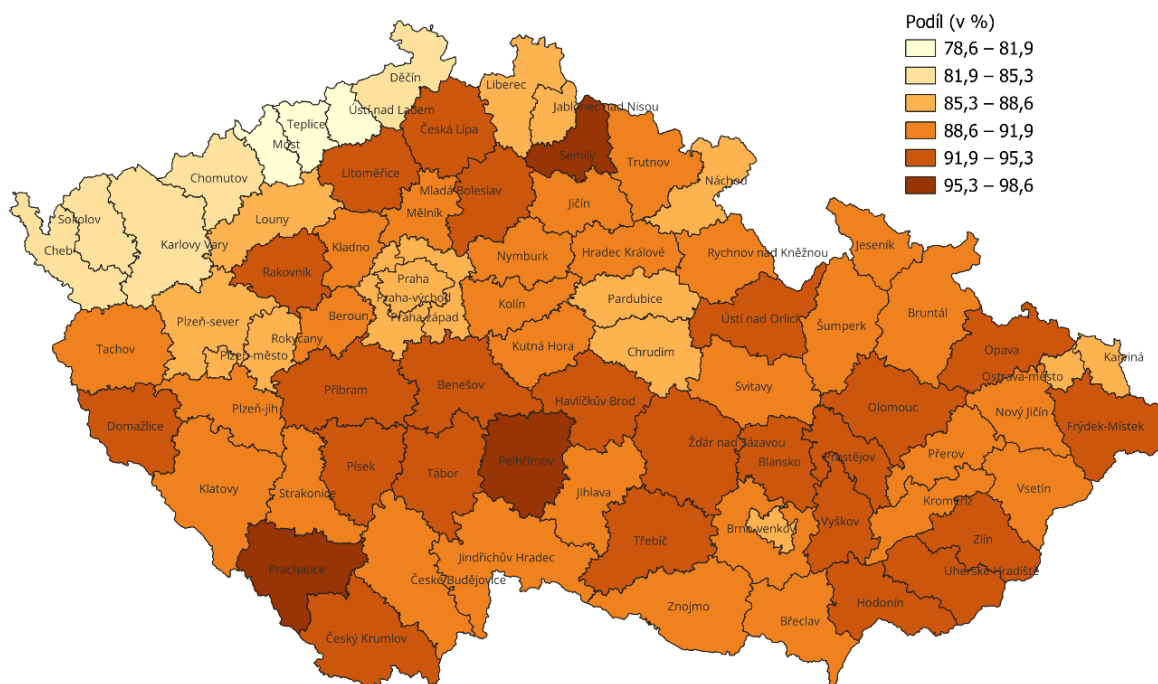 Podíl (v %)
78,6 – 81,9
81,9 – 85,3
85,3 – 88,6
88,6 – 91,9
91,9 – 95,3
95,3 – 98,6
Děčín
Liberec
Ústí nad Labem
Jablonec nad Nisou
Teplice
Česká Lípa
Most
Semily
Trutnov
Chomutov
Litoměřice
Náchod
Mladá Boleslav
Jičín
Mělník
Sokolov
Louny
Cheb
Karlovy Vary
Kladno
Nymburk
Hradec Králové
Rychnov nad Kněžnou
Jeseník
Rakovník
Praha
Praha-východ
Pardubice
Kolín
Bruntál
Plzeň-sever
Beroun
Praha-západ
Ústí nad Orlicí
Šumperk
Rokycany
Tachov
Plzeň-město
Kutná Hora
Chrudim
Opava
Karviná
Ostrava-město
Příbram
Benešov
Svitavy
Havlíčkův Brod
Plzeň-jih
Olomouc
Nový Jičín
Domažlice
Frýdek-Místek
Žďár nad Sázavou
Přerov
Prostějov
Blansko
Písek
Tábor
Pelhřimov
Klatovy
Strakonice
Jihlava
Vsetín
Kroměříž
Vyškov
Brno-venkov
Třebíč
Zlín
Jindřichův Hradec
Prachatice
Uherské Hradiště
České Budějovice
Hodonín
Znojmo
Břeclav
Český Krumlov